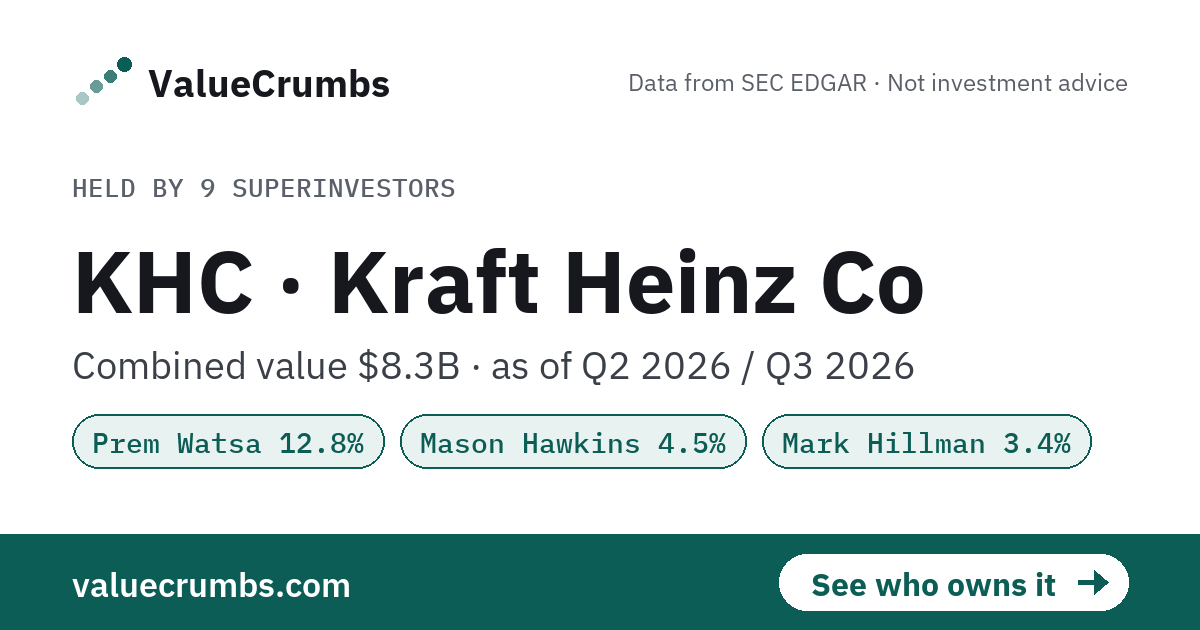 ValueCrumbs
Data from SEC EDGAR · Not investment advice
HELD BY 9 SUPERINVESTORS
KHC · Kraft Heinz Co
Combined value $8.3B · as of Q2 2026 / Q3 2026
Prem Watsa 12.8%
Mason Hawkins 4.5%
Mark Hillman 3.4%
valuecrumbs.com
See who owns it →